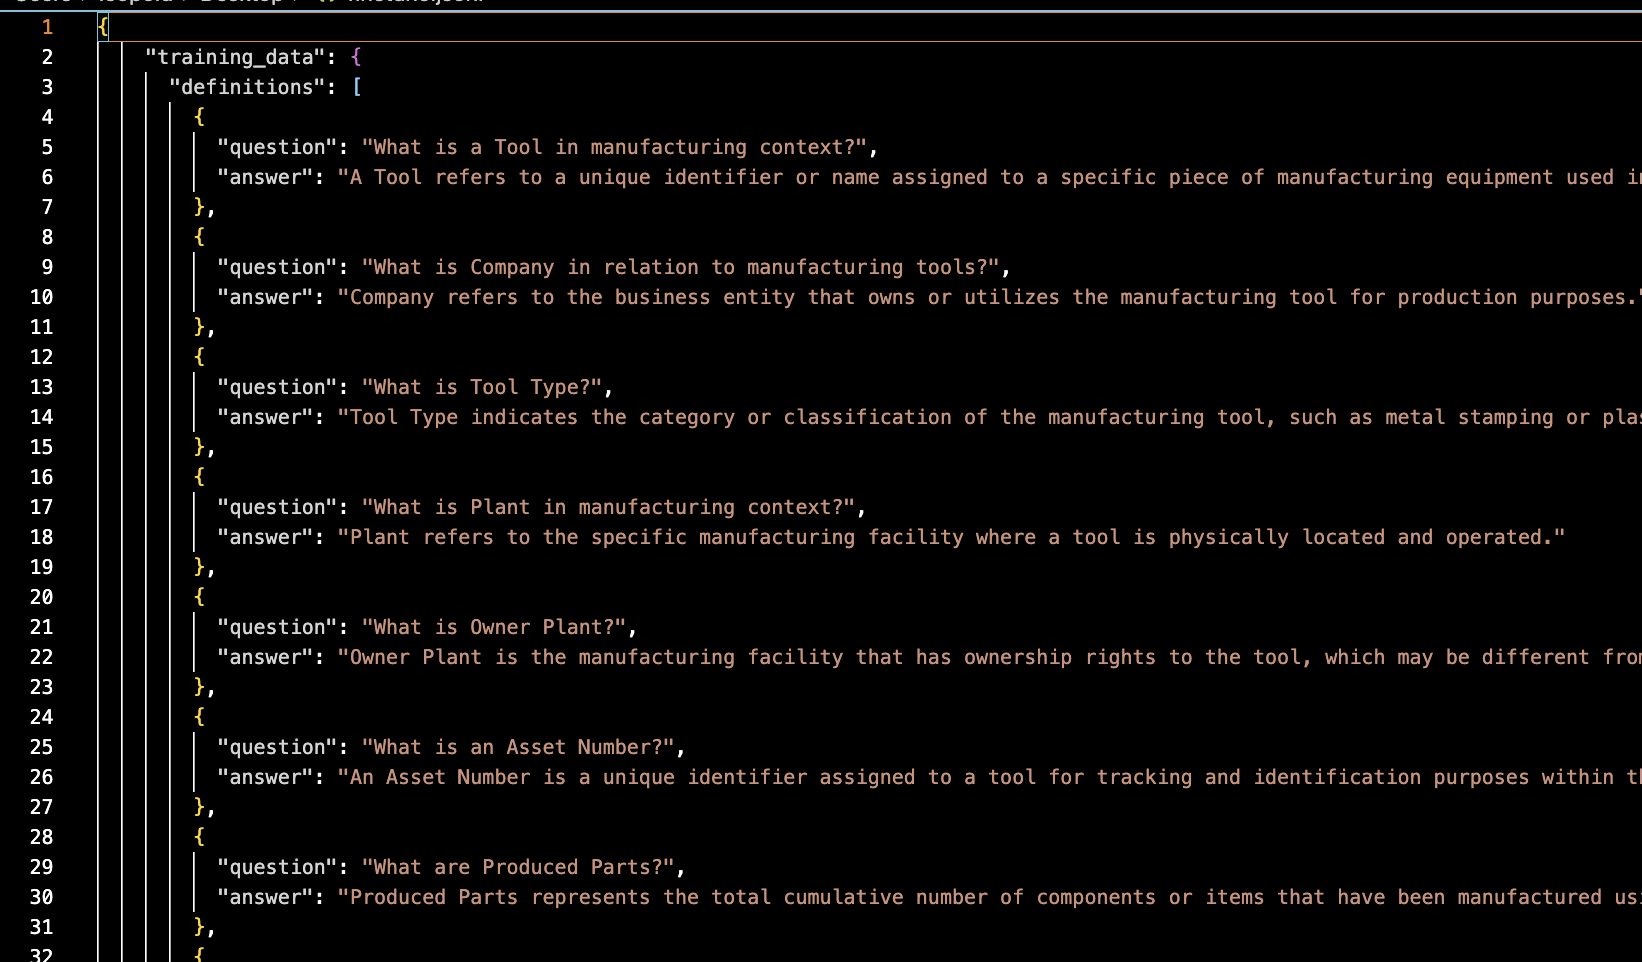 1 {
2 "training_data": {
3 "definitions": [
4 {
5 "question": "What is a Tool in manufacturing context?",
6 "answer": "A Tool refers to a unique identifier or name assigned to a specific piece of manufacturing equipment used
7 },
8 {
9 "question": "What is Company in relation to manufacturing tools?",
10 "answer": "Company refers to the business entity that owns or utilizes the manufacturing tool for production purposes."
11 },
12 {
13 "question": "What is Tool Type?",
14 "answer": "Tool Type indicates the category or classification of the manufacturing tool, such as metal stamping or
15 },
16 {
17 "question": "What is Plant in manufacturing context?",
18 "answer": "Plant refers to the specific manufacturing facility where a tool is physically located and operated."
19 },
20 {
21 "question": "What is Owner Plant?",
22 "answer": "Owner Plant is the manufacturing facility that has ownership rights to the tool, which may be different
23 },
24 {
25 "question": "What is an Asset Number?",
26 "answer": "An Asset Number is a unique identifier assigned to a tool for tracking and identification purposes within
27 },
28 {
29 "question": "What are Produced Parts?",
30 "answer": "Produced Parts represents the total cumulative number of components or items that have been manufactured
31 },
32 {